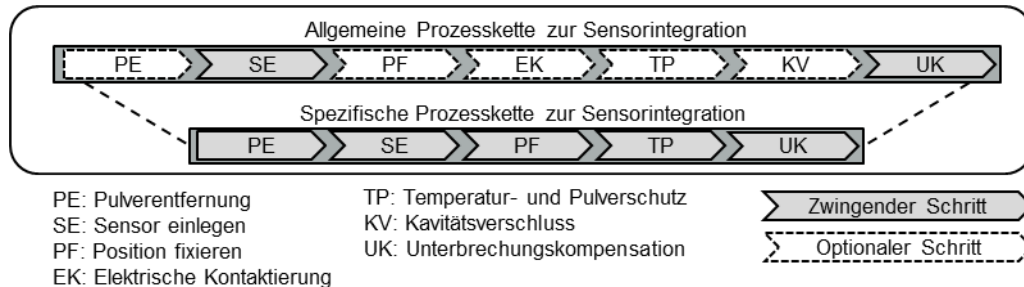 Allgemeine Prozesskette zur Sensorintegration
PE SE PF EK TP KV UK
Spezifische Prozesskette zur Sensorintegration
PE SE PF TP UK
PE: Pulverentfernung
SE: Sensor einlegen
PF: Position fixieren
EK: Elektrische Kontaktierung
TP: Temperatur- und Pulverschutz
KV: Kavitätsverschluss
UK: Unterbrechungskompensation
Zwingender Schritt
Optionaler Schritt